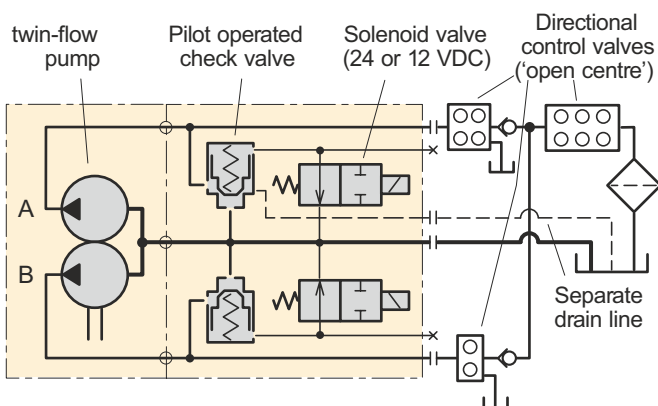 twin-flow
pump
Pilot operated
check valve
Solenoid valve
(24 or 12 VDC)
Directional
control valves
(‘open centre’)
A
B
Separate
drain line